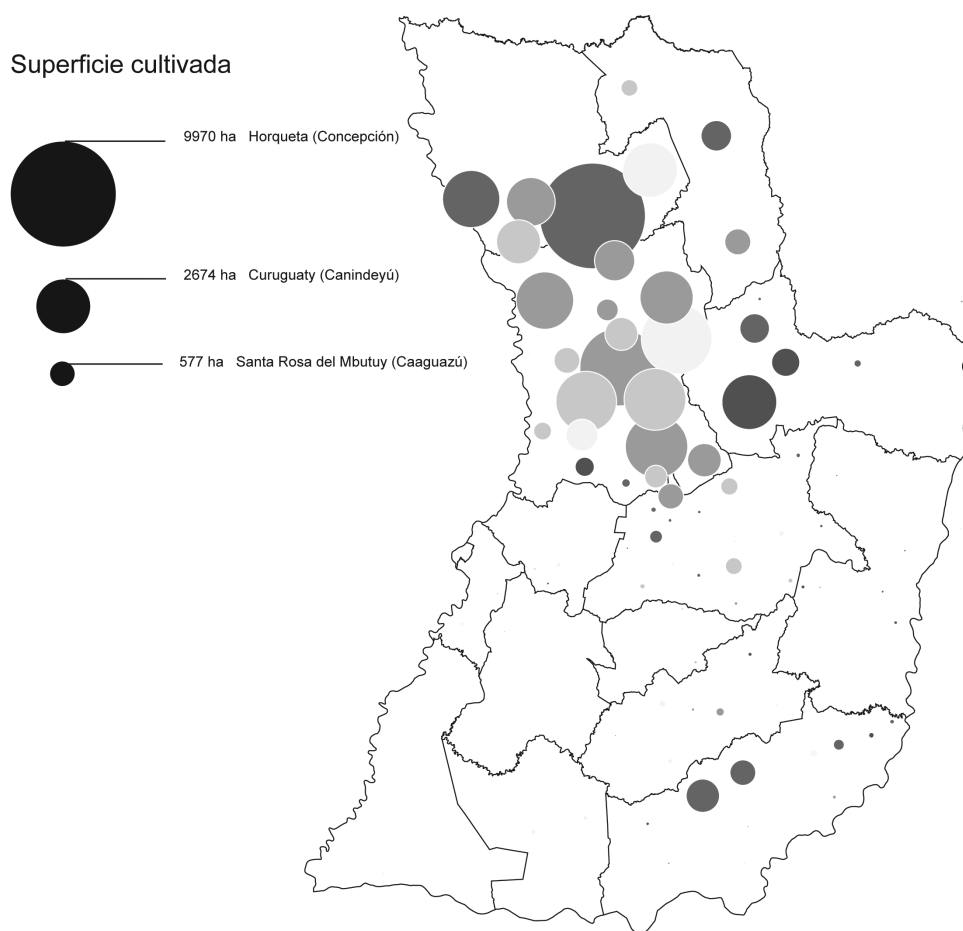 Superficie cultivada
9970 ha Horqueta (Concepción)
2674 ha Curuguaty (Canindeyú)
577 ha Santa Rosa del Mbutuy (Caaguazú)